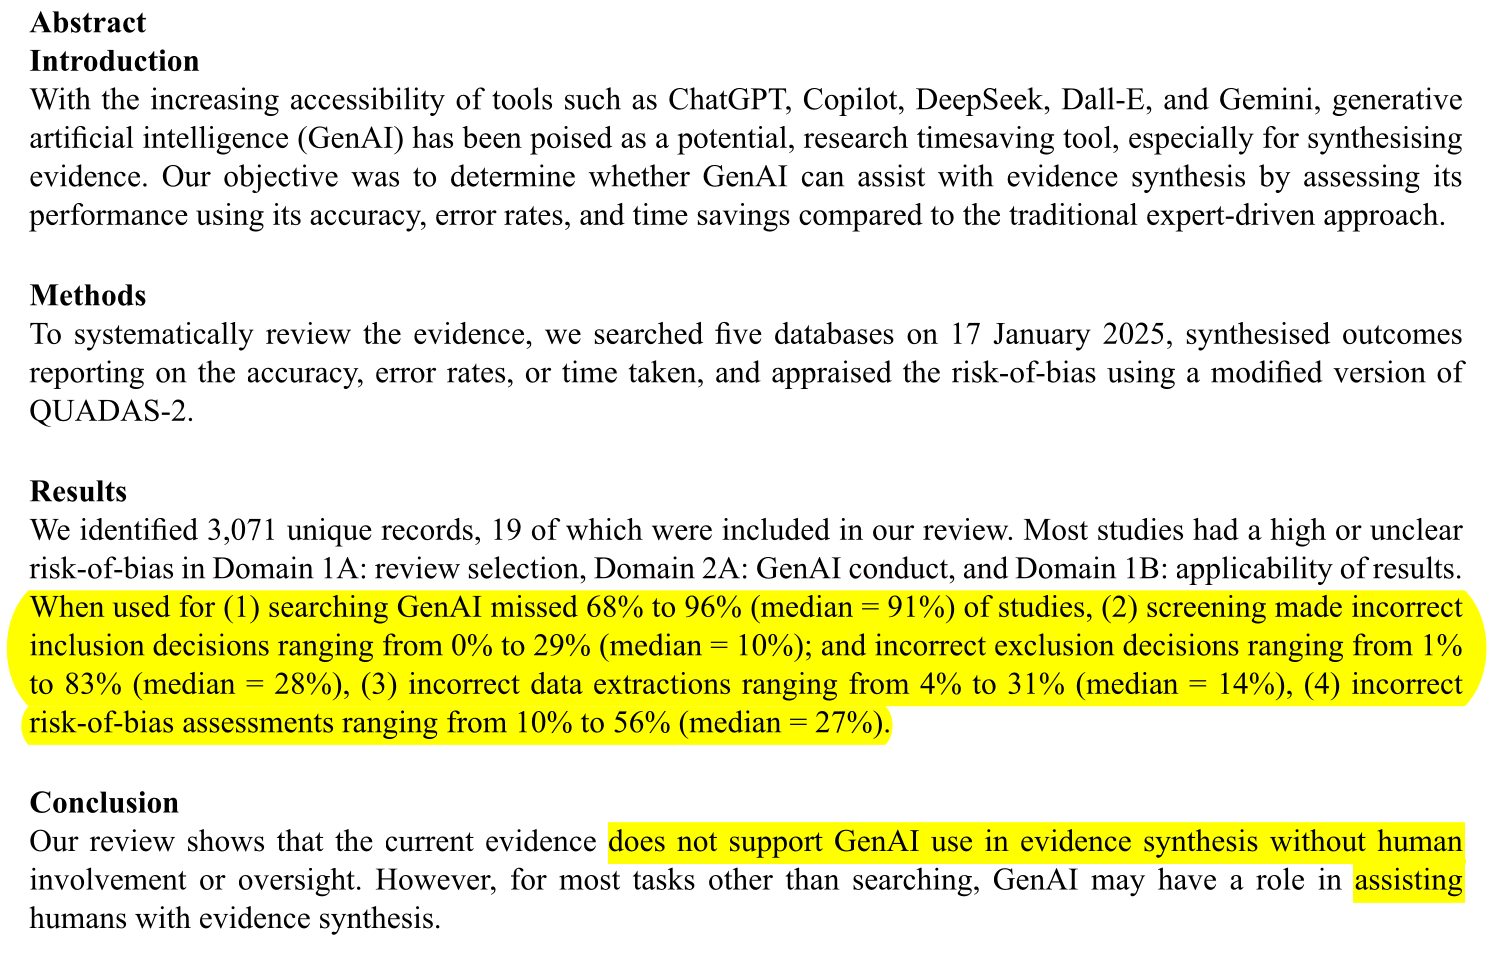 Abstract
Introduction
With the increasing accessibility of tools such as ChatGPT, Copilot, DeepSeek, Dall-E, and Gemini, generative
artificial intelligence (GenAI) has been poised as a potential, research timesaving tool, especially for synthesising
evidence. Our objective was to determine whether GenAI can assist with evidence synthesis by assessing its
performance using its accuracy, error rates, and time savings compared to the traditional expert-driven approach.
Methods
To systematically review the evidence, we searched five databases on 17 January 2025, synthesised outcomes
reporting on the accuracy, error rates, or time taken, and appraised the risk-of-bias using a modified version of
QUADAS-2.
Results
We identified 3,071 unique records, 19 of which were included in our review. Most studies had a high or unclear
risk-of-bias in Domain 1A: review selection, Domain 2A: GenAI conduct, and Domain 1B: applicability of results.
When used for (1) searching GenAI missed 68% to 96% (median = 91%) of studies, (2) screening made incorrect
inclusion decisions ranging from 0% to 29% (median = 10%); and incorrect exclusion decisions ranging from 1%
to 83% (median = 28%), (3) incorrect data extractions ranging from 4% to 31% (median = 14%), (4) incorrect
risk-of-bias assessments ranging from 10% to 56% (median = 27%).
Conclusion
Our review shows that the current evidence does not support GenAI use in evidence synthesis without human
involvement or oversight. However, for most tasks other than searching, GenAI may have a role in assisting
humans with evidence synthesis.